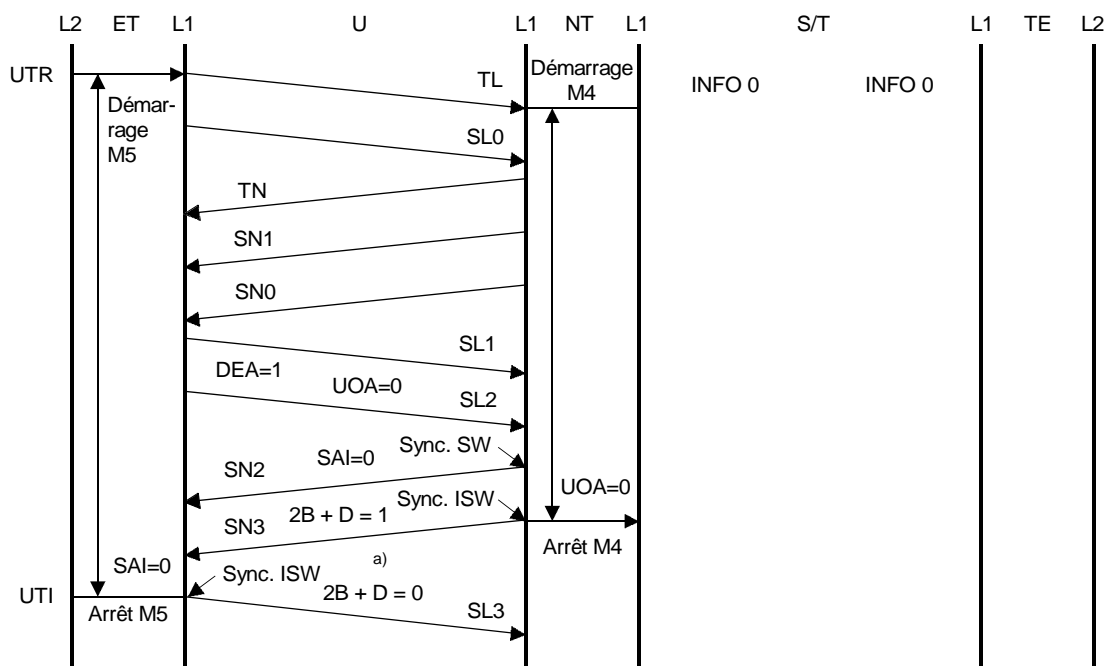 L2 ET L1 U L1 NT L1 S/T L1 TE L2
UTR
TL
Démarrage
M4
INFO 0 INFO 0
Démar-
rage
M5
SL0
TN
SN1
SN0
SL1
DEA=1
UOA=0
SL2
Sync. SW
SAI=0
SN2
UOA=0
Sync. ISW
2B + D = 1
SN3
Arrêt M4
a)
SAI=0
Sync. ISW
2B + D = 0
UTI
Arrêt M5
SL3